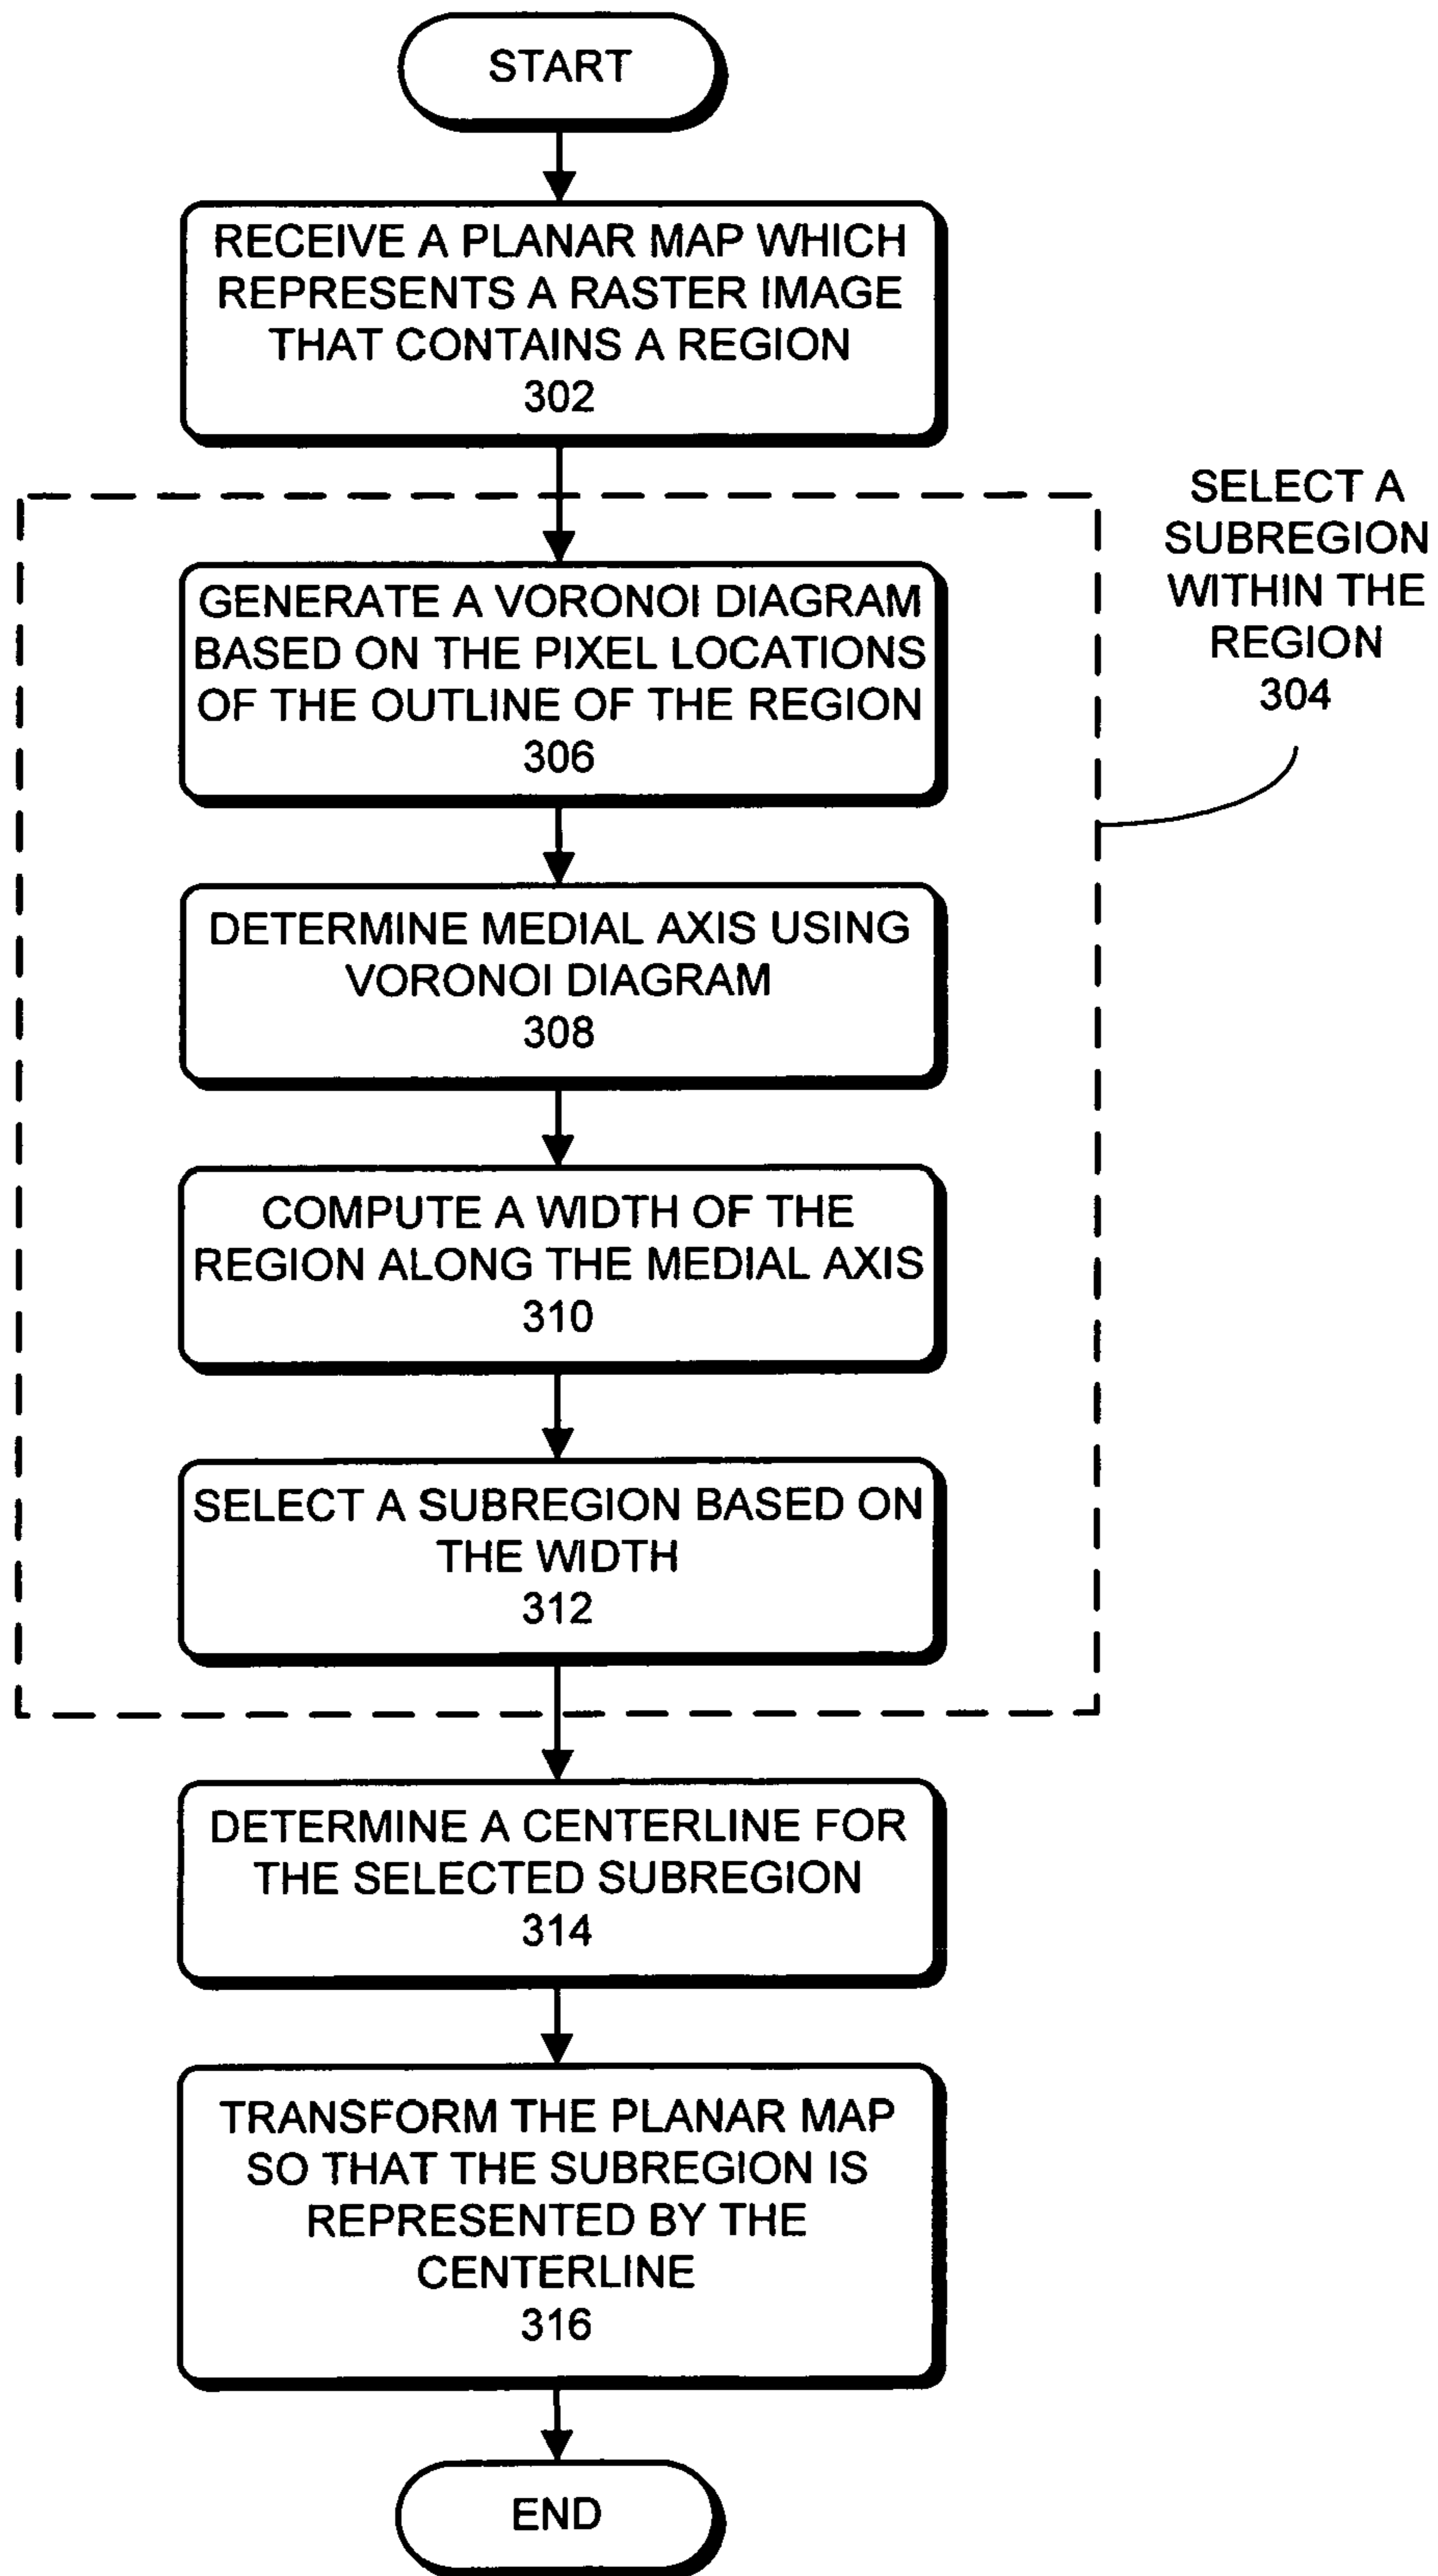 START
RECEIVE A PLANAR MAP WHICH
REPRESENTS A RASTER IMAGE
THAT CONTAINS A REGION
302
SELECT A
SUBREGION
WITHIN THE
REGION
304
GENERATE A VORONOI DIAGRAM
BASED ON THE PIXEL LOCATIONS
OF THE OUTLINE OF THE REGION
306
DETERMINE MEDIAL AXIS USING
VORONOI DIAGRAM
308
COMPUTE A WIDTH OF THE
REGION ALONG THE MEDIAL AXIS
310
SELECT A SUBREGION BASED ON
THE WIDTH
312
DETERMINE A CENTERLINE FOR
THE SELECTED SUBREGION
314
TRANSFORM THE PLANAR MAP
SO THAT THE SUBREGION IS
REPRESENTED BY THE
CENTERLINE
316
END